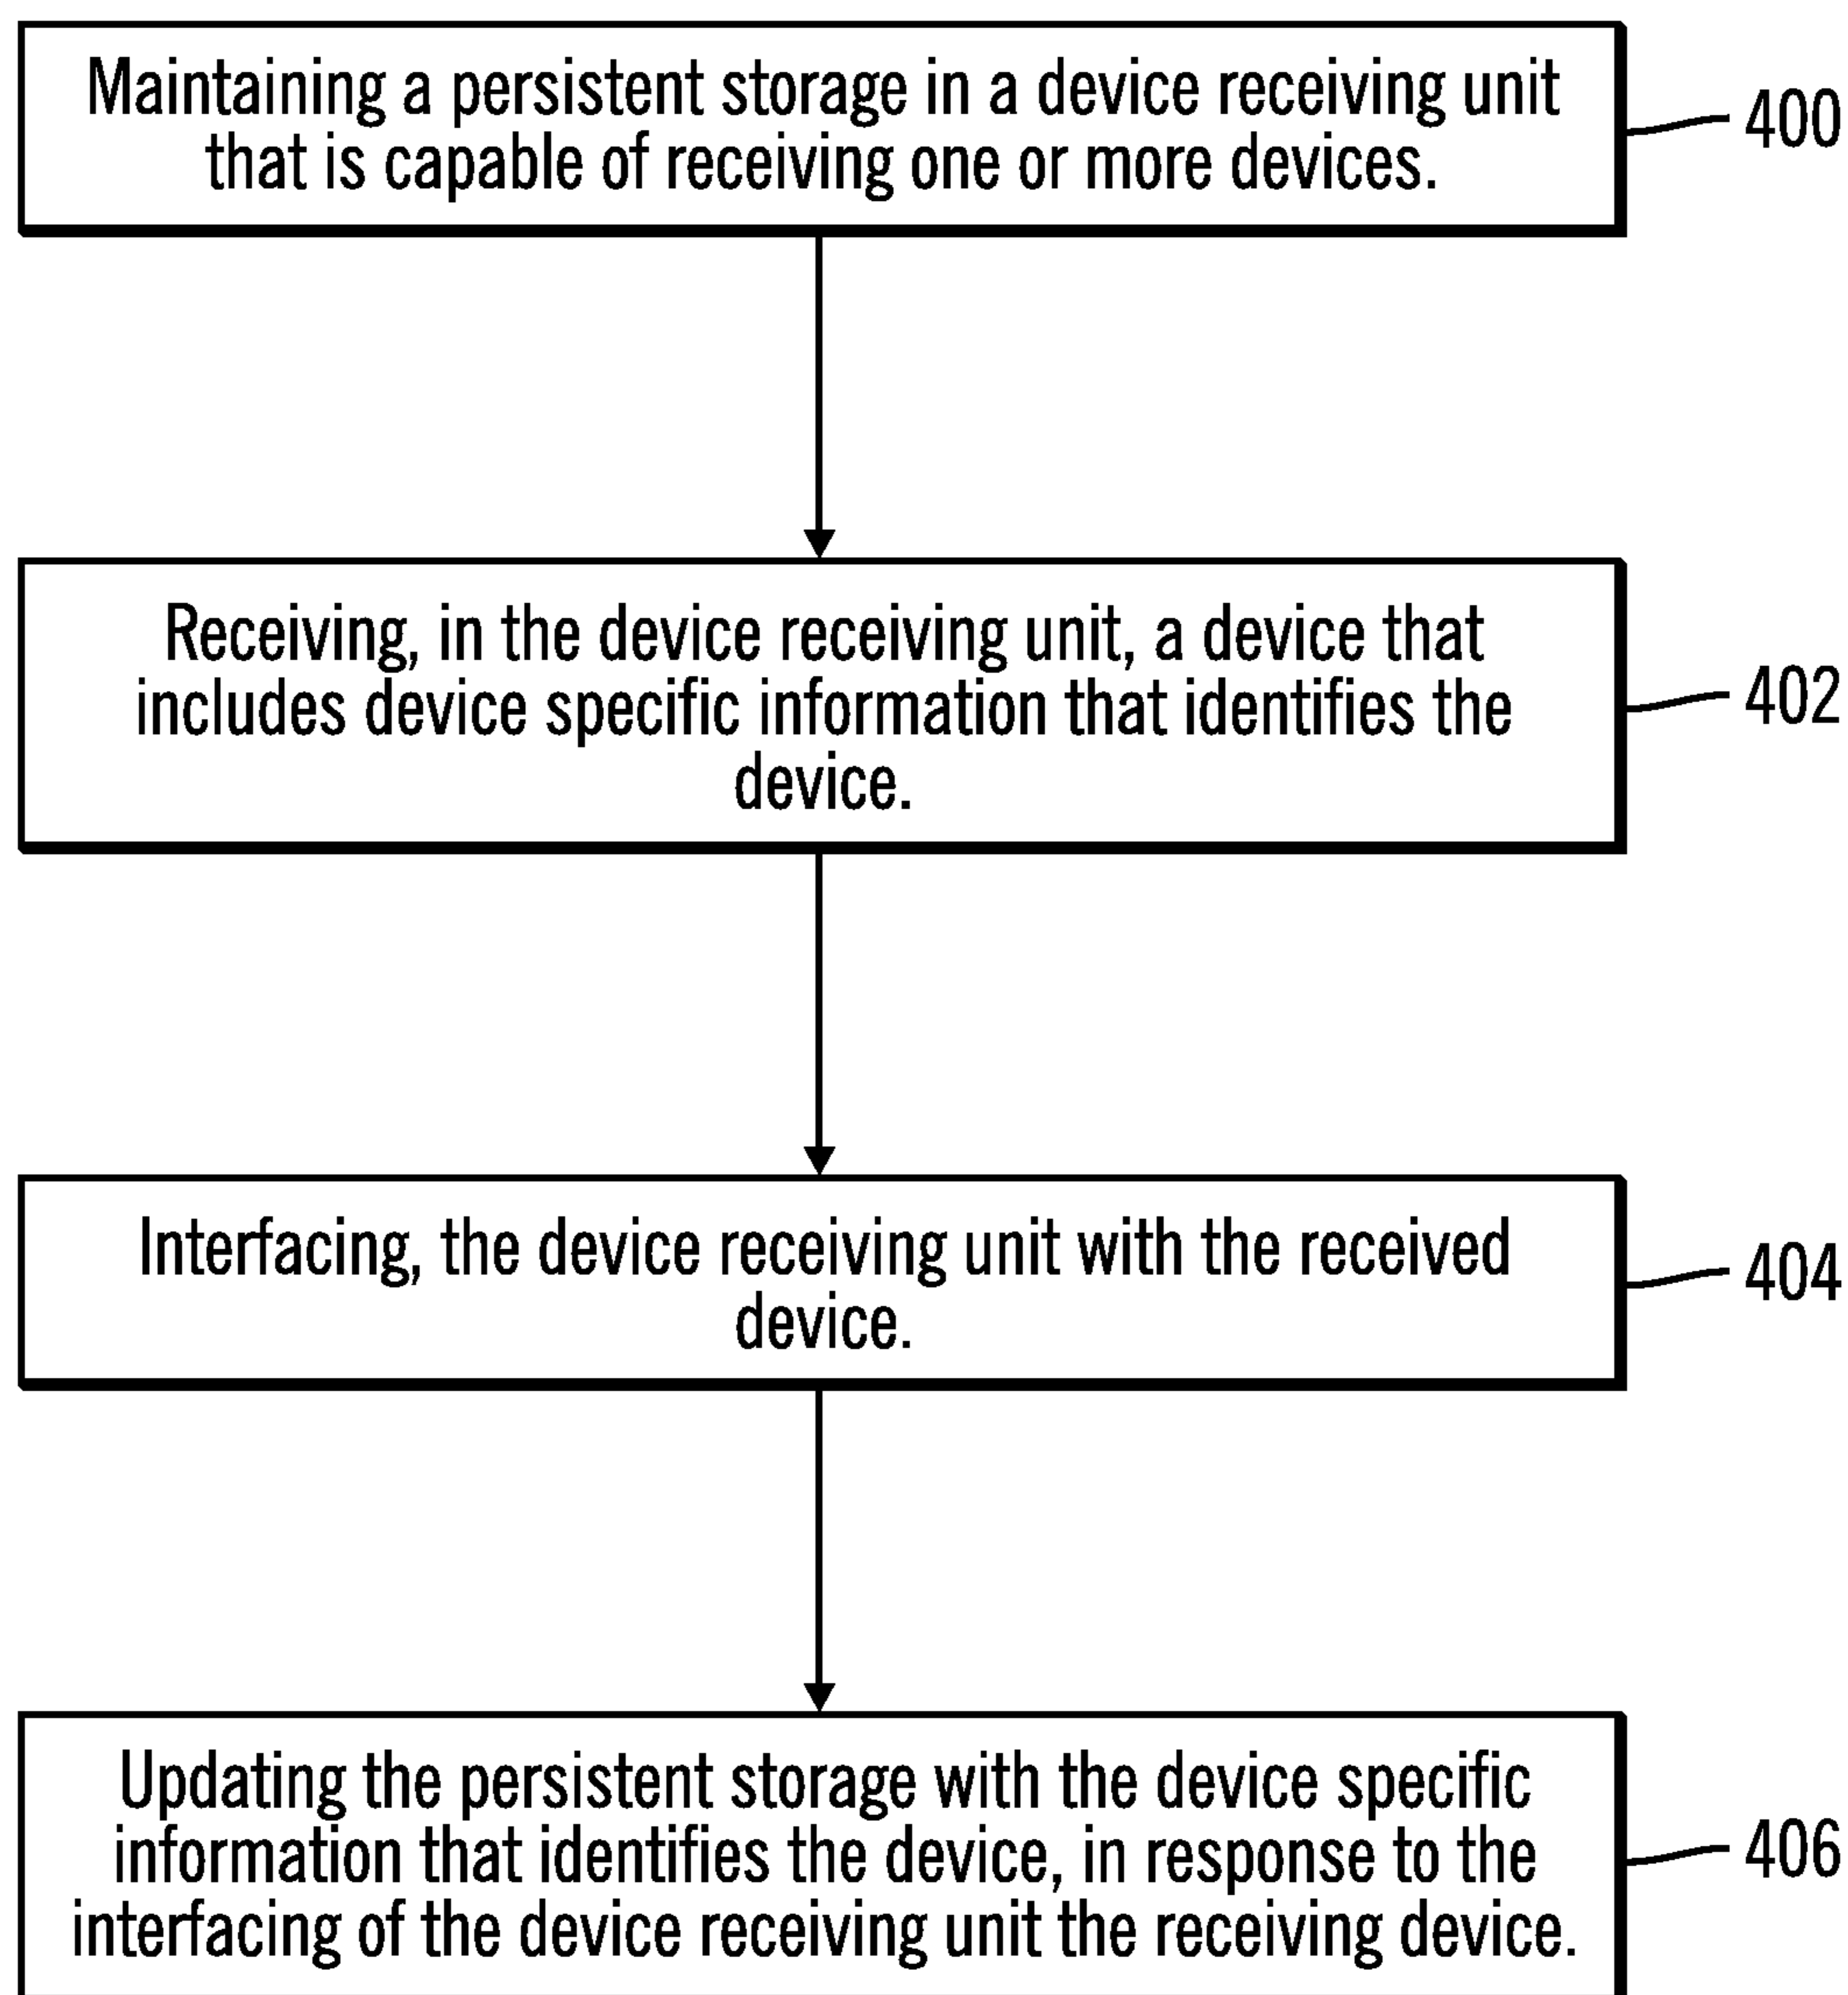 Maintaining a persistent storage in a device receiving unit
that is capable of receiving one or more devices.
400
Receiving, in the device receiving unit, a device that
includes device specific information that identifies the
device.
402
Interfacing, the device receiving unit with the received
device.
404
Updating the persistent storage with the device specific
information that identifies the device, in response to the
interfacing of the device receiving unit the receiving device.
406